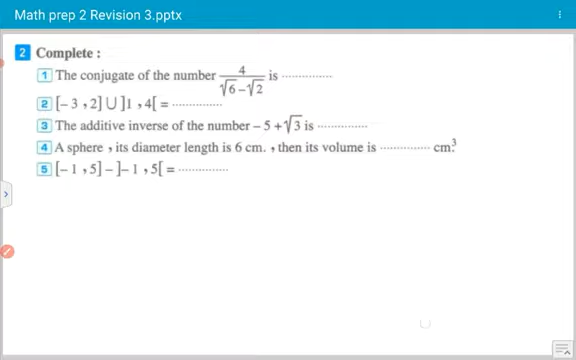 Math prep 2 Revision 3.pptx
2 Complete :
1 The conjugate of the number 4/(√6 − √2) is ..............
2 [− 3 , 2] ∪ ]1 , 4[ = ..............
3 The additive inverse of the number − 5 + √3 is ..............
4 A sphere , its diameter length is 6 cm. , then its volume is .............. cm.³
5 [− 1 , 5] − ]− 1 , 5[ = ..............